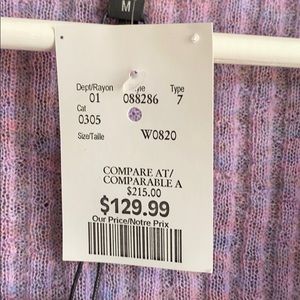 M
Dept/Rayon Type
01 088286 7
Cat
0305
Size/Taille W0820
COMPARE AT/
COMPARABLE A
$215.00
$129.99
Our Price/Notre Prix